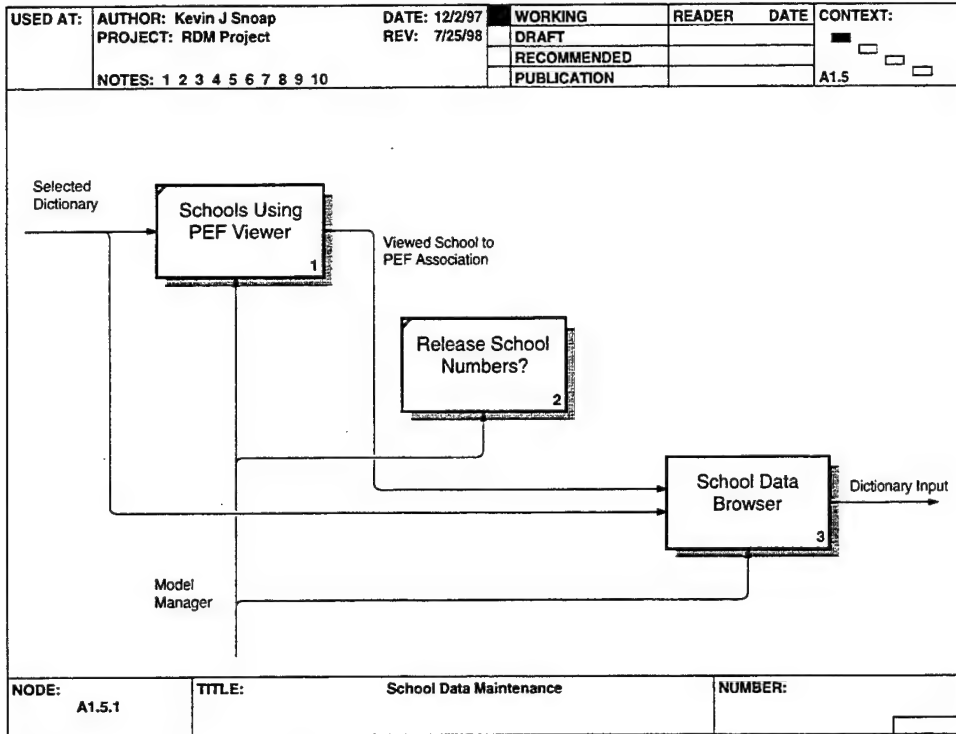 USED AT:
AUTHOR: Kevin J Snoap
DATE: 12/2/97
PROJECT: RDM Project
REV: 7/25/98
NOTES: 1 2 3 4 5 6 7 8 9 10
WORKING
DRAFT
RECOMMENDED
PUBLICATION
READER DATE
CONTEXT:
A1.5
Selected
Dictionary
Schools Using
PEF Viewer
1
Viewed School to
PEF Association
Release School
Numbers?
2
School Data
Browser
3
Dictionary Input
Model
Manager
NODE:
A1.5.1
TITLE:
School Data Maintenance
NUMBER: